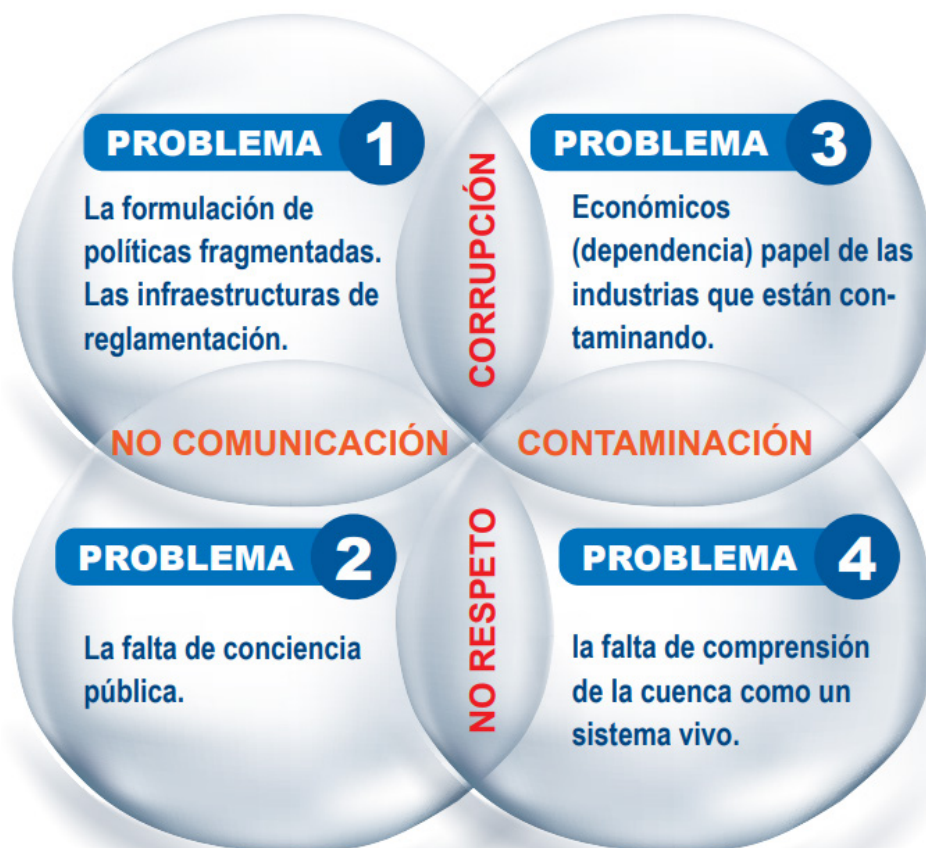 PROBLEMA 1
La formulación de
políticas fragmentadas.
Las infraestructuras de
reglamentación.
CORRUPCIÓN
PROBLEMA 3
Económicos
(dependencia) papel de las
industrias que están con-
taminando.
NO COMUNICACIÓN
CONTAMINACIÓN
PROBLEMA 2
La falta de conciencia
pública.
NO RESPETO
PROBLEMA 4
la falta de comprensión
de la cuenca como un
sistema vivo.